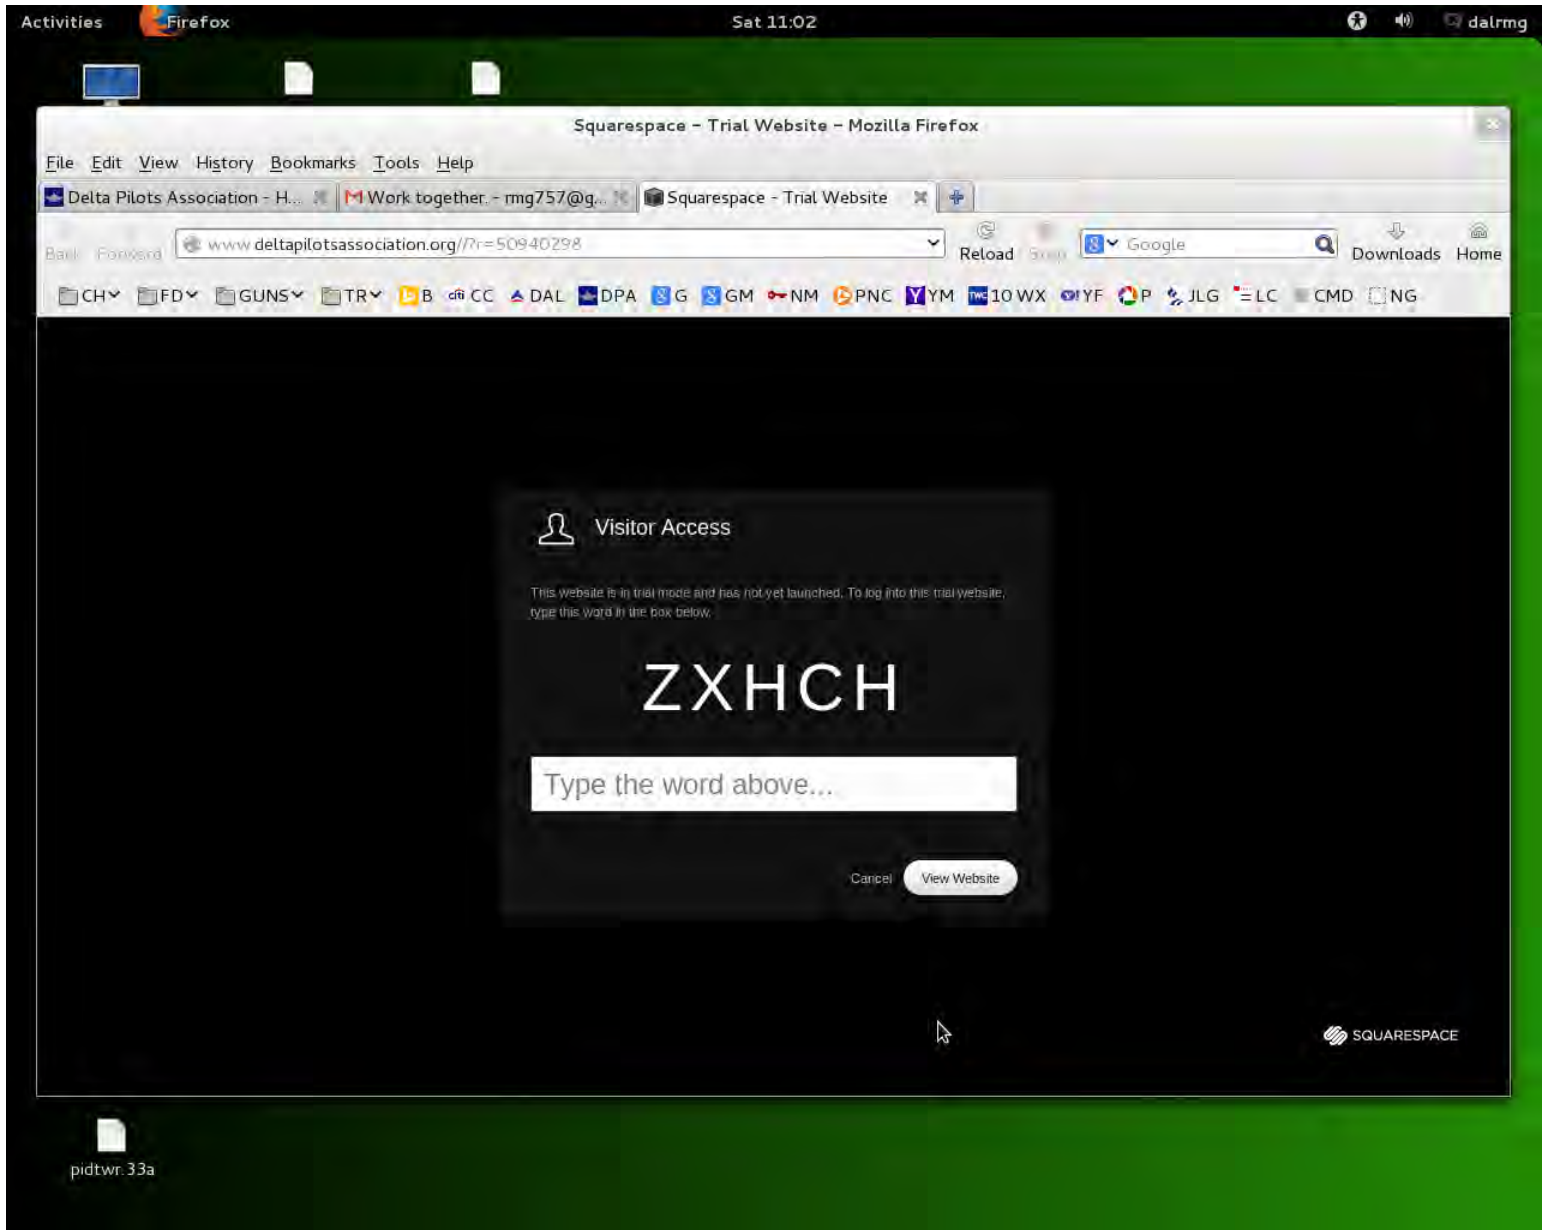 Activities Firefox Sat 11:02 dalrmg
Squarespace – Trial Website – Mozilla Firefox
File Edit View History Bookmarks Tools Help
Delta Pilots Association - H... Work together. - rmg757@g... Squarespace - Trial Website
Back Forward www.deltapilotsassociation.org//?r=50940298 Reload Stop Google Downloads Home
CH FD GUNS TR B citi CC DAL DPA G GM NM PNC YM 10 WX YF P JLG LC CMD NG
Visitor Access
This website is in trial mode and has not yet launched. To log into this trial website,
type this word in the box below.
ZXHCH
Type the word above...
Cancel View Website
SQUARESPACE
pidtwr.33a